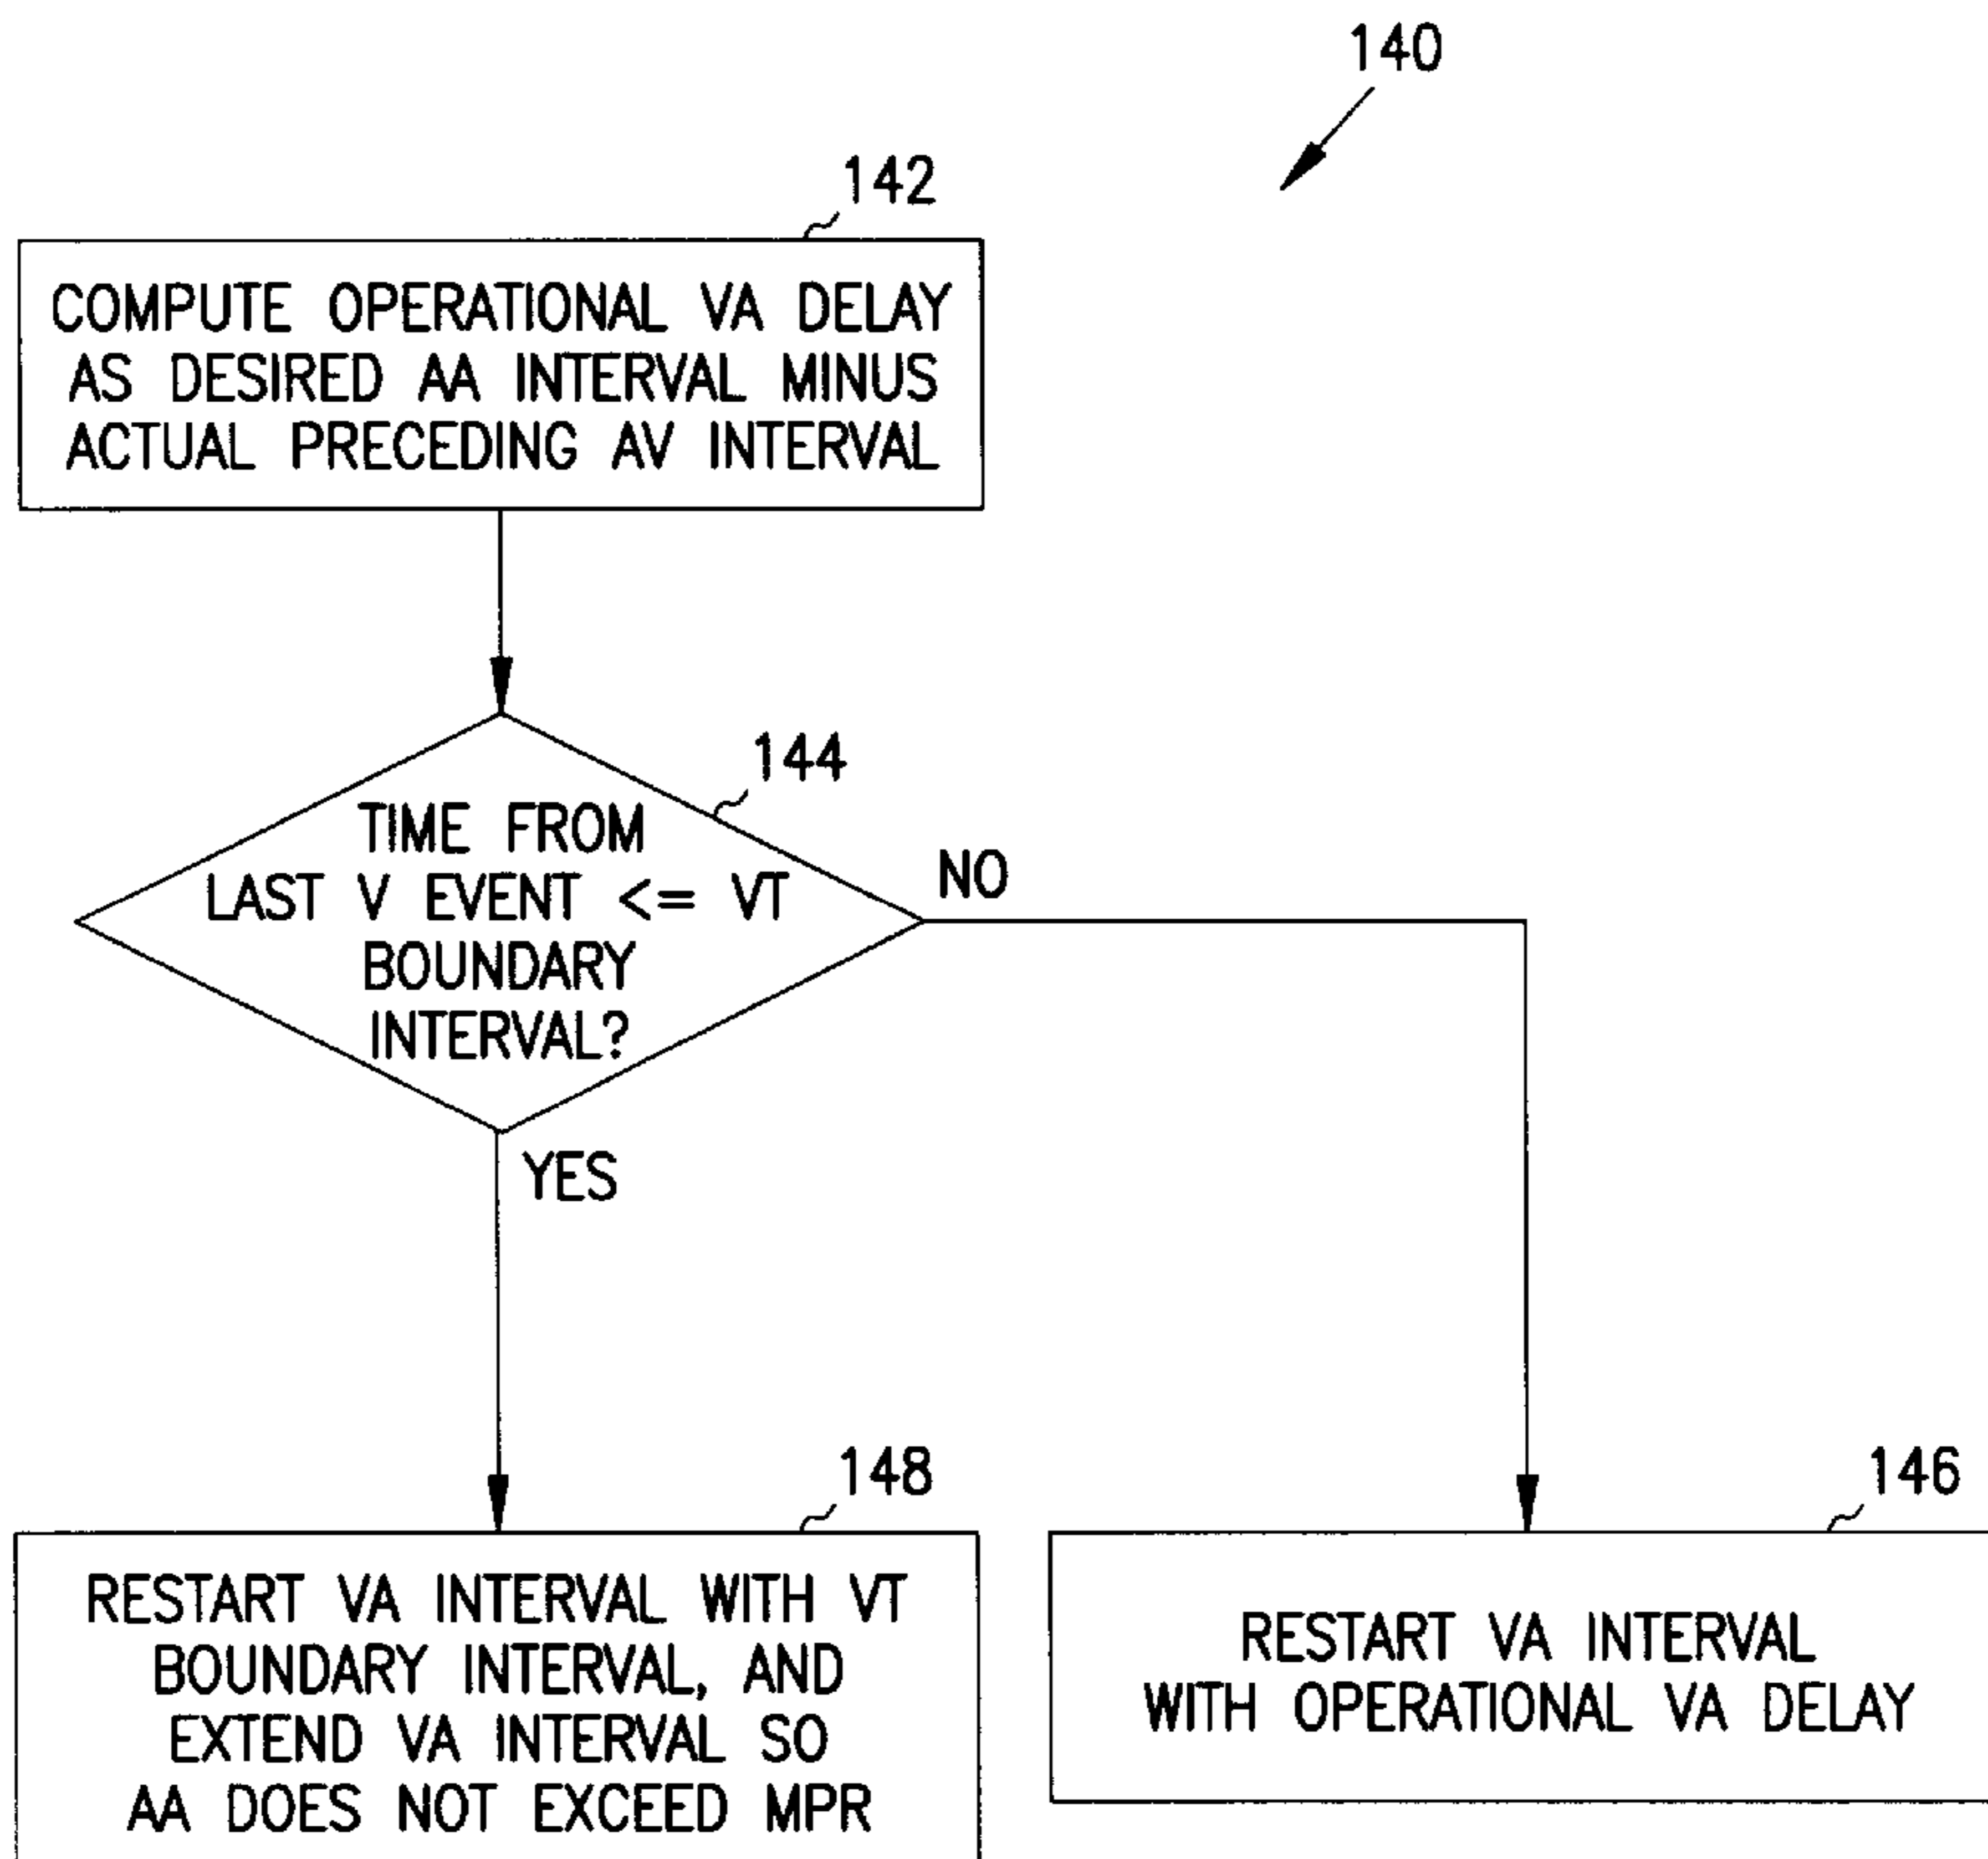 140
142
COMPUTE OPERATIONAL VA DELAY
AS DESIRED AA INTERVAL MINUS
ACTUAL PRECEDING AV INTERVAL
144
TIME FROM
LAST V EVENT <= VT
BOUNDARY
INTERVAL?
NO
YES
148
RESTART VA INTERVAL WITH VT
BOUNDARY INTERVAL, AND
EXTEND VA INTERVAL SO
AA DOES NOT EXCEED MPR
146
RESTART VA INTERVAL
WITH OPERATIONAL VA DELAY